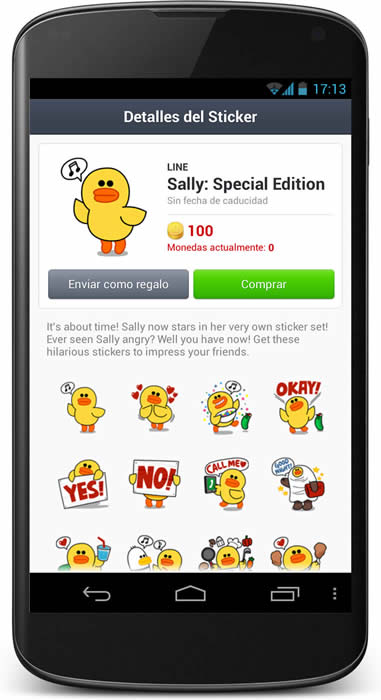 17:13
Detalles del Sticker
LINE
Sally: Special Edition
Sin fecha de caducidad
100
Monedas actualmente: 0
Enviar como regalo
Comprar
It's about time! Sally now stars in her very own sticker set!
Ever seen Sally angry? Well you have now! Get these
hilarious stickers to impress your friends.
OKAY!
YES!
NO!
CALL ME
GOOD
NIGHT!